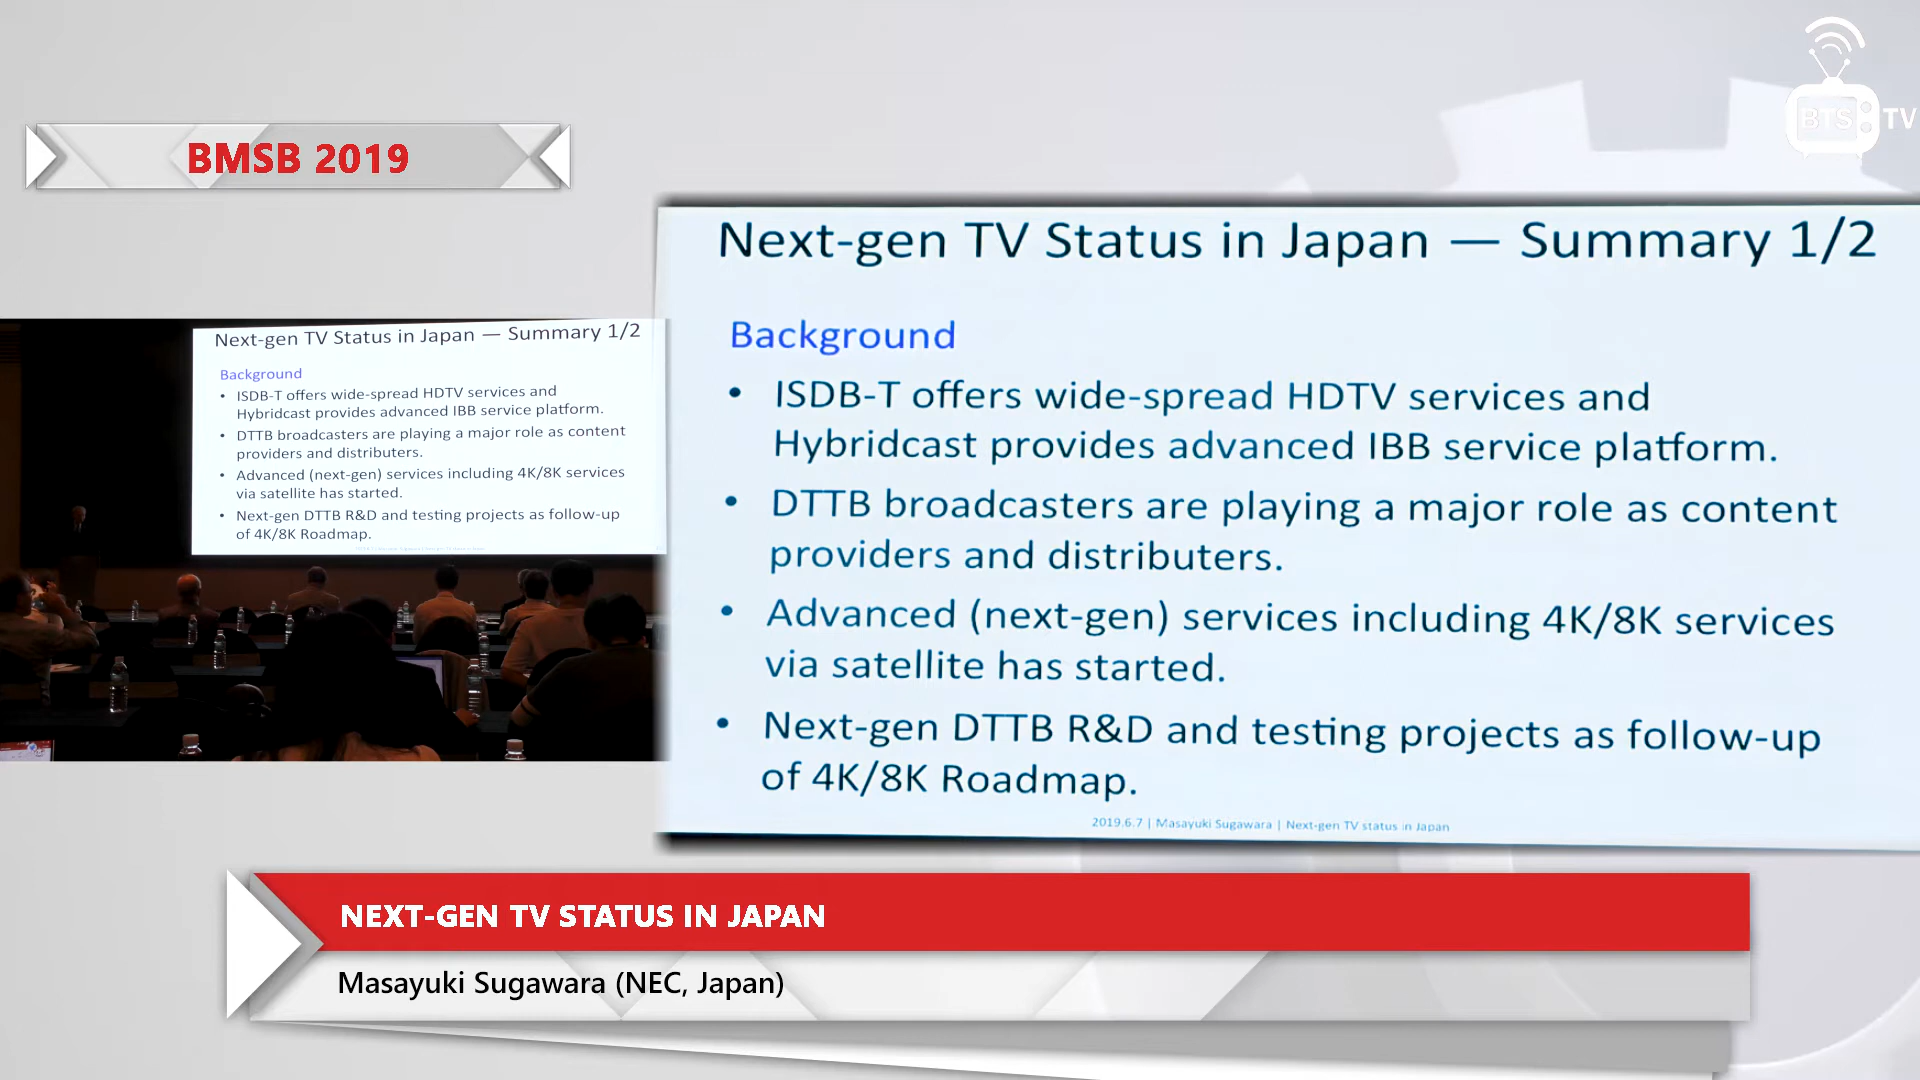 BTS TV
BMSB 2019
Next-gen TV Status in Japan — Summary 1/2
Background
• ISDB-T offers wide-spread HDTV services and
Hybridcast provides advanced IBB service platform.
• DTTB broadcasters are playing a major role as content
providers and distributers.
• Advanced (next-gen) services including 4K/8K services
via satellite has started.
• Next-gen DTTB R&D and testing projects as follow-up
of 4K/8K Roadmap.
Next-gen TV Status in Japan — Summary 1/2
Background
• ISDB-T offers wide-spread HDTV services and
Hybridcast provides advanced IBB service platform.
• DTTB broadcasters are playing a major role as content
providers and distributers.
• Advanced (next-gen) services including 4K/8K services
via satellite has started.
• Next-gen DTTB R&D and testing projects as follow-up
of 4K/8K Roadmap.
2019.6.7 | Masayuki Sugawara | Next-gen TV status in Japan
NEXT-GEN TV STATUS IN JAPAN
Masayuki Sugawara (NEC, Japan)